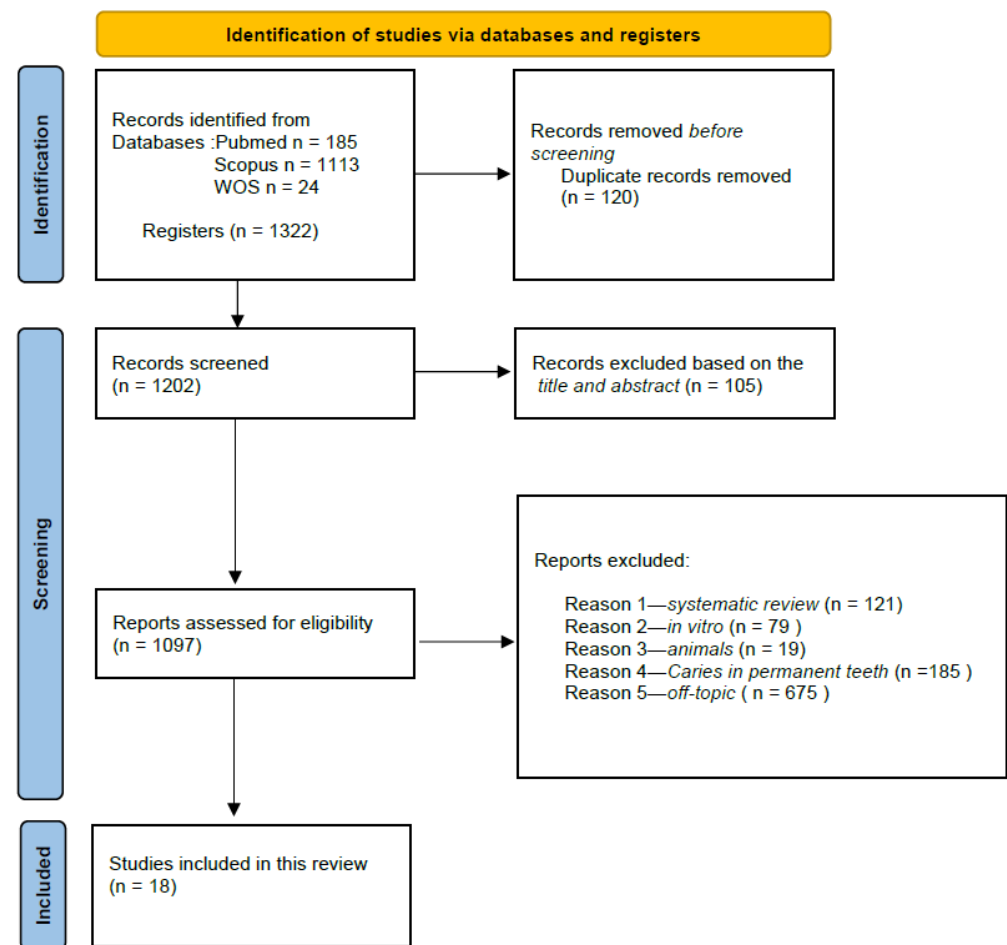 Identification of studies via databases and registers
Identification
Records identified from
Databases :Pubmed n = 185
Scopus n = 1113
WOS n = 24
Registers (n = 1322)
Records removed before
screening
Duplicate records removed
(n = 120)
Screening
Records screened
(n = 1202)
Records excluded based on the
title and abstract (n = 105)
Reports assessed for eligibility
(n = 1097)
Reports excluded:
Reason 1—systematic review (n = 121)
Reason 2—in vitro (n = 79 )
Reason 3—animals (n = 19)
Reason 4—Caries in permanent teeth (n =185 )
Reason 5—off-topic ( n = 675 )
Included
Studies included in this review
(n = 18)